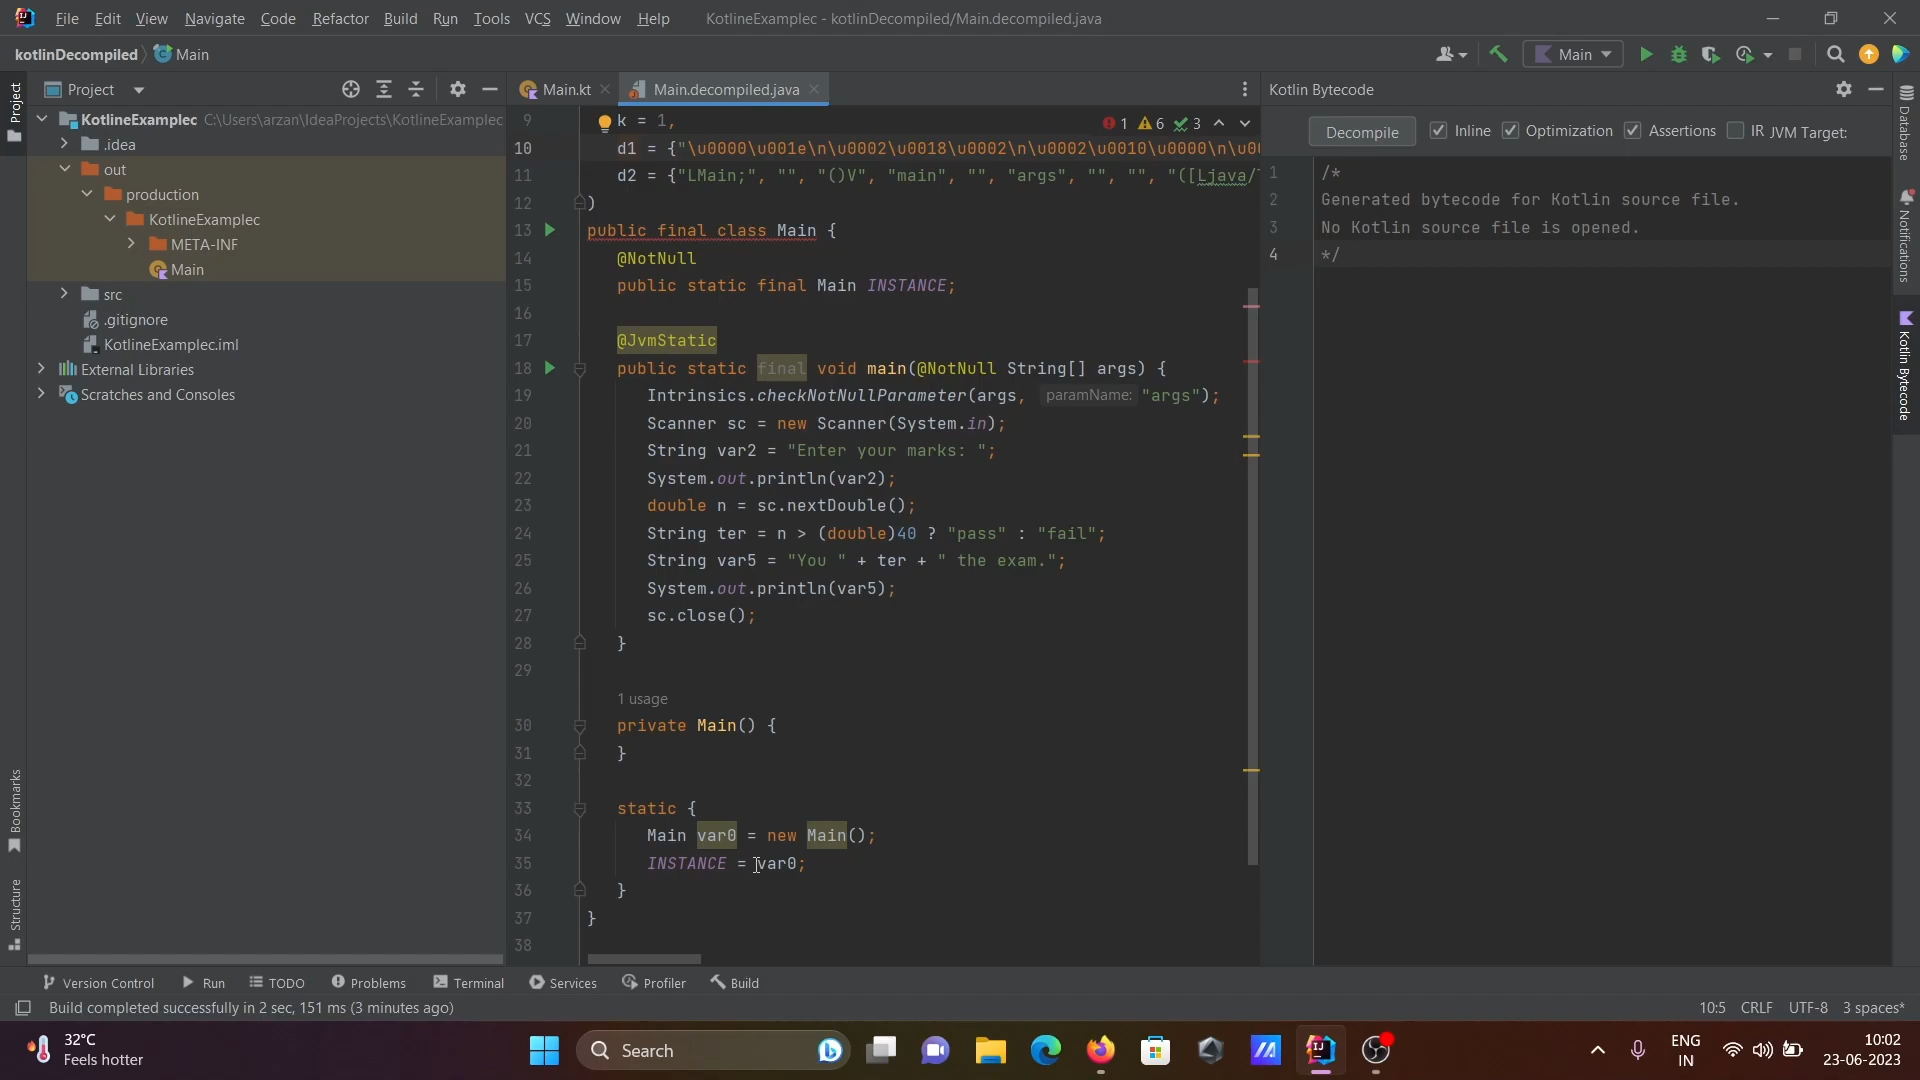 File Edit View Navigate Code Refactor Build Run Tools VCS Window Help KotlineExamplec - kotlinDecompiled/Main.decompiled.java
kotlinDecompiled Main
Main
Project
Project
KotlineExamplec C:\Users\arzan\IdeaProjects\KotlineExamplec
.idea
out
production
KotlineExamplec
META-INF
Main
src
.gitignore
KotlineExamplec.iml
External Libraries
Scratches and Consoles
Bookmarks
Structure
Main.kt Main.decompiled.java
1 6 3
9 k = 1,
10 d1 = {"\u0000\u001e\n\u0002\u0018\u0002\n\u0002\u0010\u0000\n\u00
11 d2 = {"LMain;", "", "()V", "main", "", "args", "", "", "([Ljava/
12 )
13 public final class Main {
14 @NotNull
15 public static final Main INSTANCE;
16
17 @JvmStatic
18 public static final void main(@NotNull String[] args) {
19 Intrinsics.checkNotNullParameter(args, paramName: "args");
20 Scanner sc = new Scanner(System.in);
21 String var2 = "Enter your marks: ";
22 System.out.println(var2);
23 double n = sc.nextDouble();
24 String ter = n > (double)40 ? "pass" : "fail";
25 String var5 = "You " + ter + " the exam.";
26 System.out.println(var5);
27 sc.close();
28 }
29
1 usage
30 private Main() {
31 }
32
33 static {
34 Main var0 = new Main();
35 INSTANCE = var0;
36 }
37 }
38
Kotlin Bytecode
Decompile Inline Optimization Assertions IR JVM Target:
1 /*
2 Generated bytecode for Kotlin source file.
3 No Kotlin source file is opened.
4 */
Database
Notifications
Kotlin Bytecode
Version Control Run TODO Problems Terminal Services Profiler Build
Build completed successfully in 2 sec, 151 ms (3 minutes ago) 10:5 CRLF UTF-8 3 spaces*
32°C
Feels hotter
Search
ENG
IN
10:02
23-06-2023